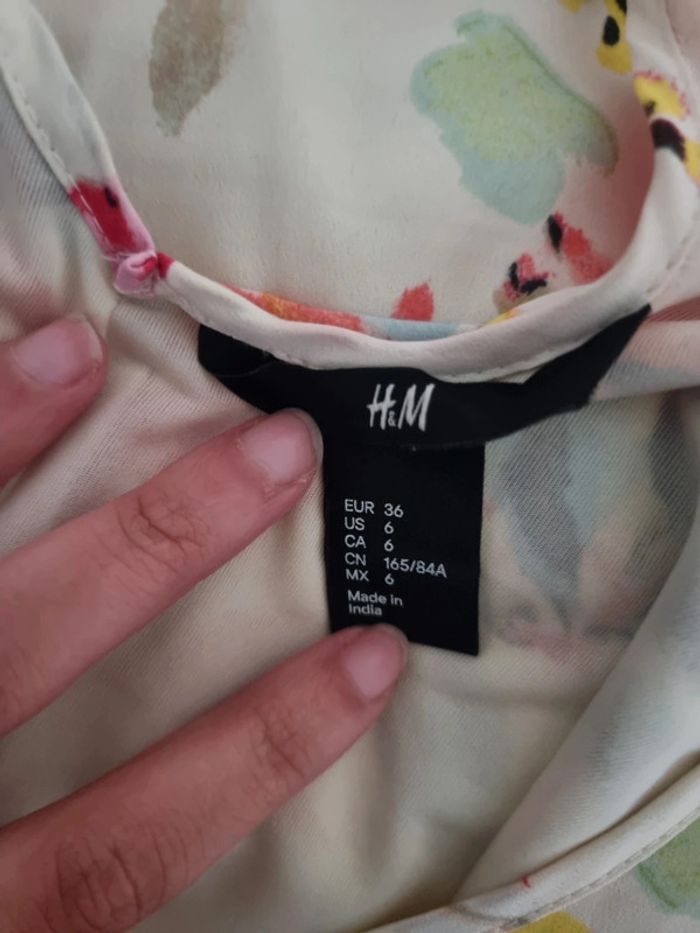 H&M
EUR 36
US 6
CA 6
CN 165/84A
MX 6
Made in
India